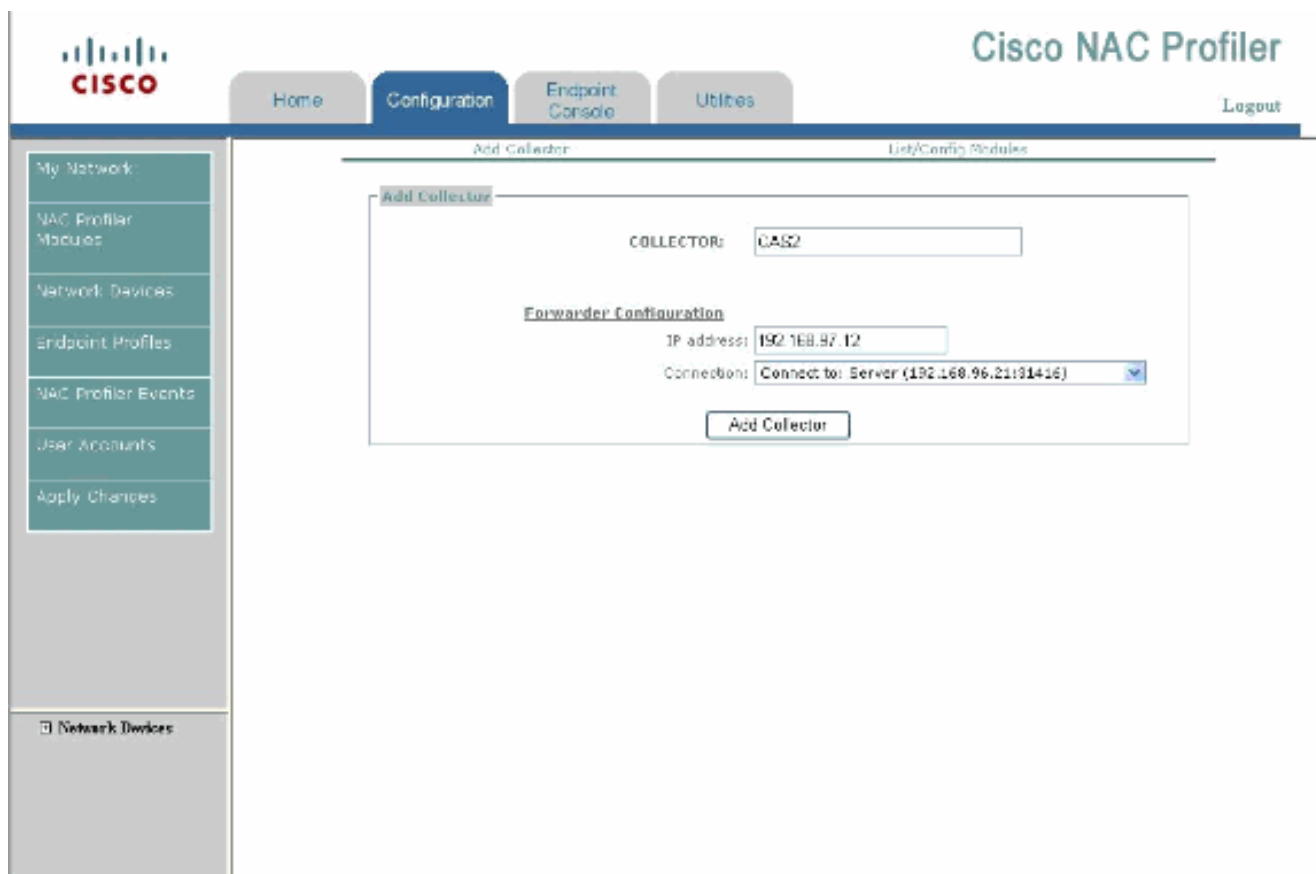 CISCO
Cisco NAC Profiler
Home
Configuration
Endpoint
Console
Utilities
Logout
Add Collector
List/Config Modules
My Network
NAC Profiler
Modules
Network Devices
Endpoint Profiles
NAC Profiler Events
User Accounts
Apply Changes
Add Collector
COLLECTOR: CAS2
Forwarder Configuration
IP address: 192.168.97.12
Connection: Connect to: Server (192.168.96.21:31416)
Add Collector
Network Devices